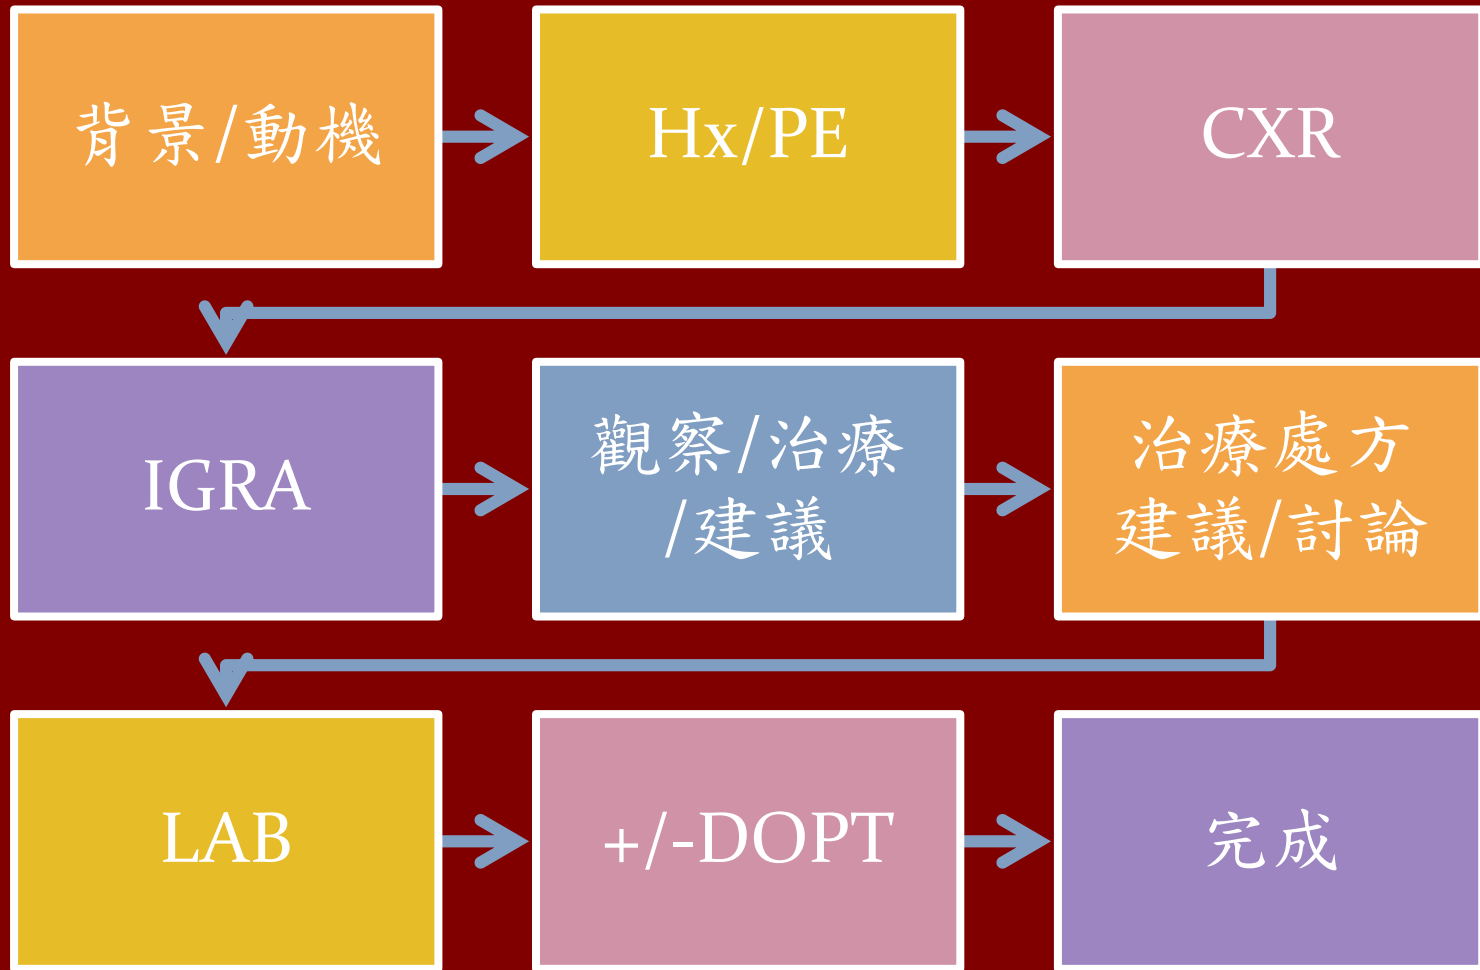 背景/動機
Hx/PE
CXR
IGRA
觀察/治療
/建議
治療處方
建議/討論
LAB
+/-DOPT
完成